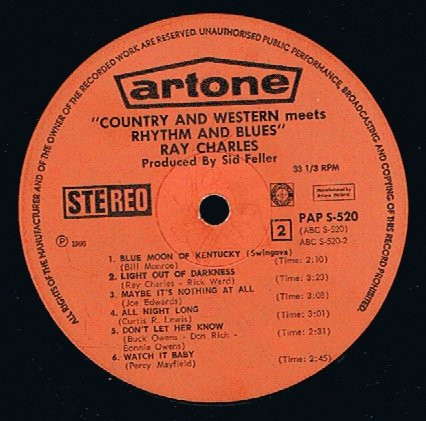 ALL RIGHTS OF THE MANUFACTURER AND OF THE OWNER OF THE RECORDED WORK ARE RESERVED. UNAUTHORISED PUBLIC PERFORMANCE, BROADCASTING AND COPYING OF THIS RECORD PROHIBITED.
artone
"COUNTRY AND WESTERN meets
RHYTHM AND BLUES"
RAY CHARLES
Produced By Sid Feller
33 1/3 RPM
STEREO
2
PAP S-520
(ABC S-520)
ABC S-520-2
Ⓟ 1966
1. BLUE MOON OF KENTUCKY (Swingova) (Time: 2:10)
(Bill Monroe)
2. LIGHT OUT OF DARKNESS (Time: 3:23)
(Ray Charles - Rick Ward)
3. MAYBE IT'S NOTHING AT ALL (Time: 3:08)
(Joe Edwards)
4. ALL NIGHT LONG (Time: 3:01)
(Curtis R. Lewis)
5. DON'T LET HER KNOW (Time: 2:31)
(Buck Owens - Don Rich -
Bonnie Owens)
6. WATCH IT BABY (Time: 2:45)
(Percy Mayfield)